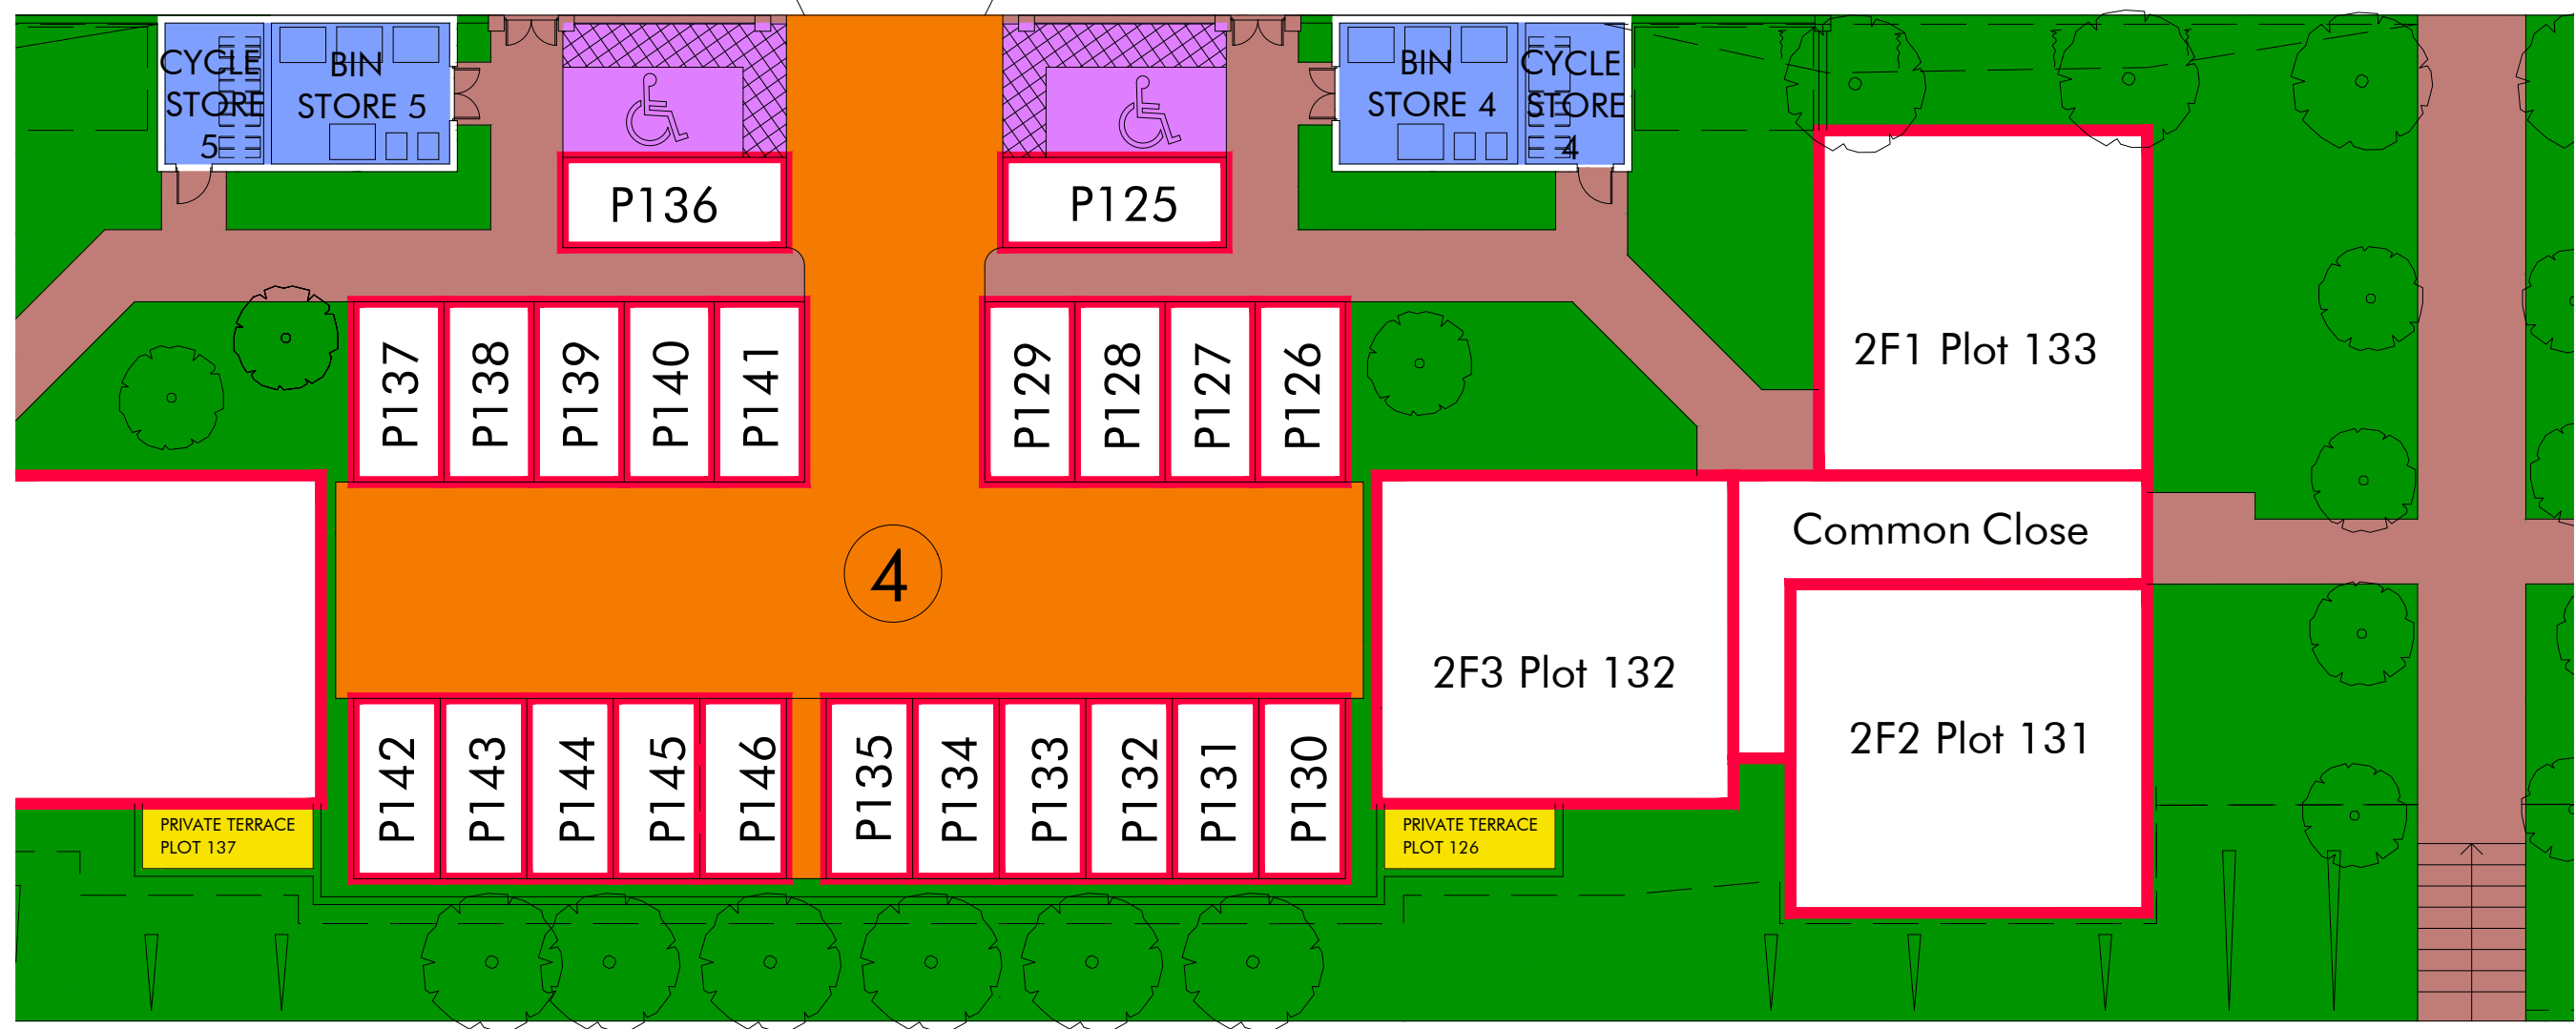 CYCLE
STORE
5
BIN
STORE 5
BIN
STORE 4
CYCLE
STORE
4
P136
P125
P137
P138
P139
P140
P141
P129
P128
P127
P126
2F1 Plot 133
Common Close
4
2F3 Plot 132
2F2 Plot 131
P142
P143
P144
P145
P146
P135
P134
P133
P132
P131
P130
PRIVATE TERRACE
PLOT 137
PRIVATE TERRACE
PLOT 126